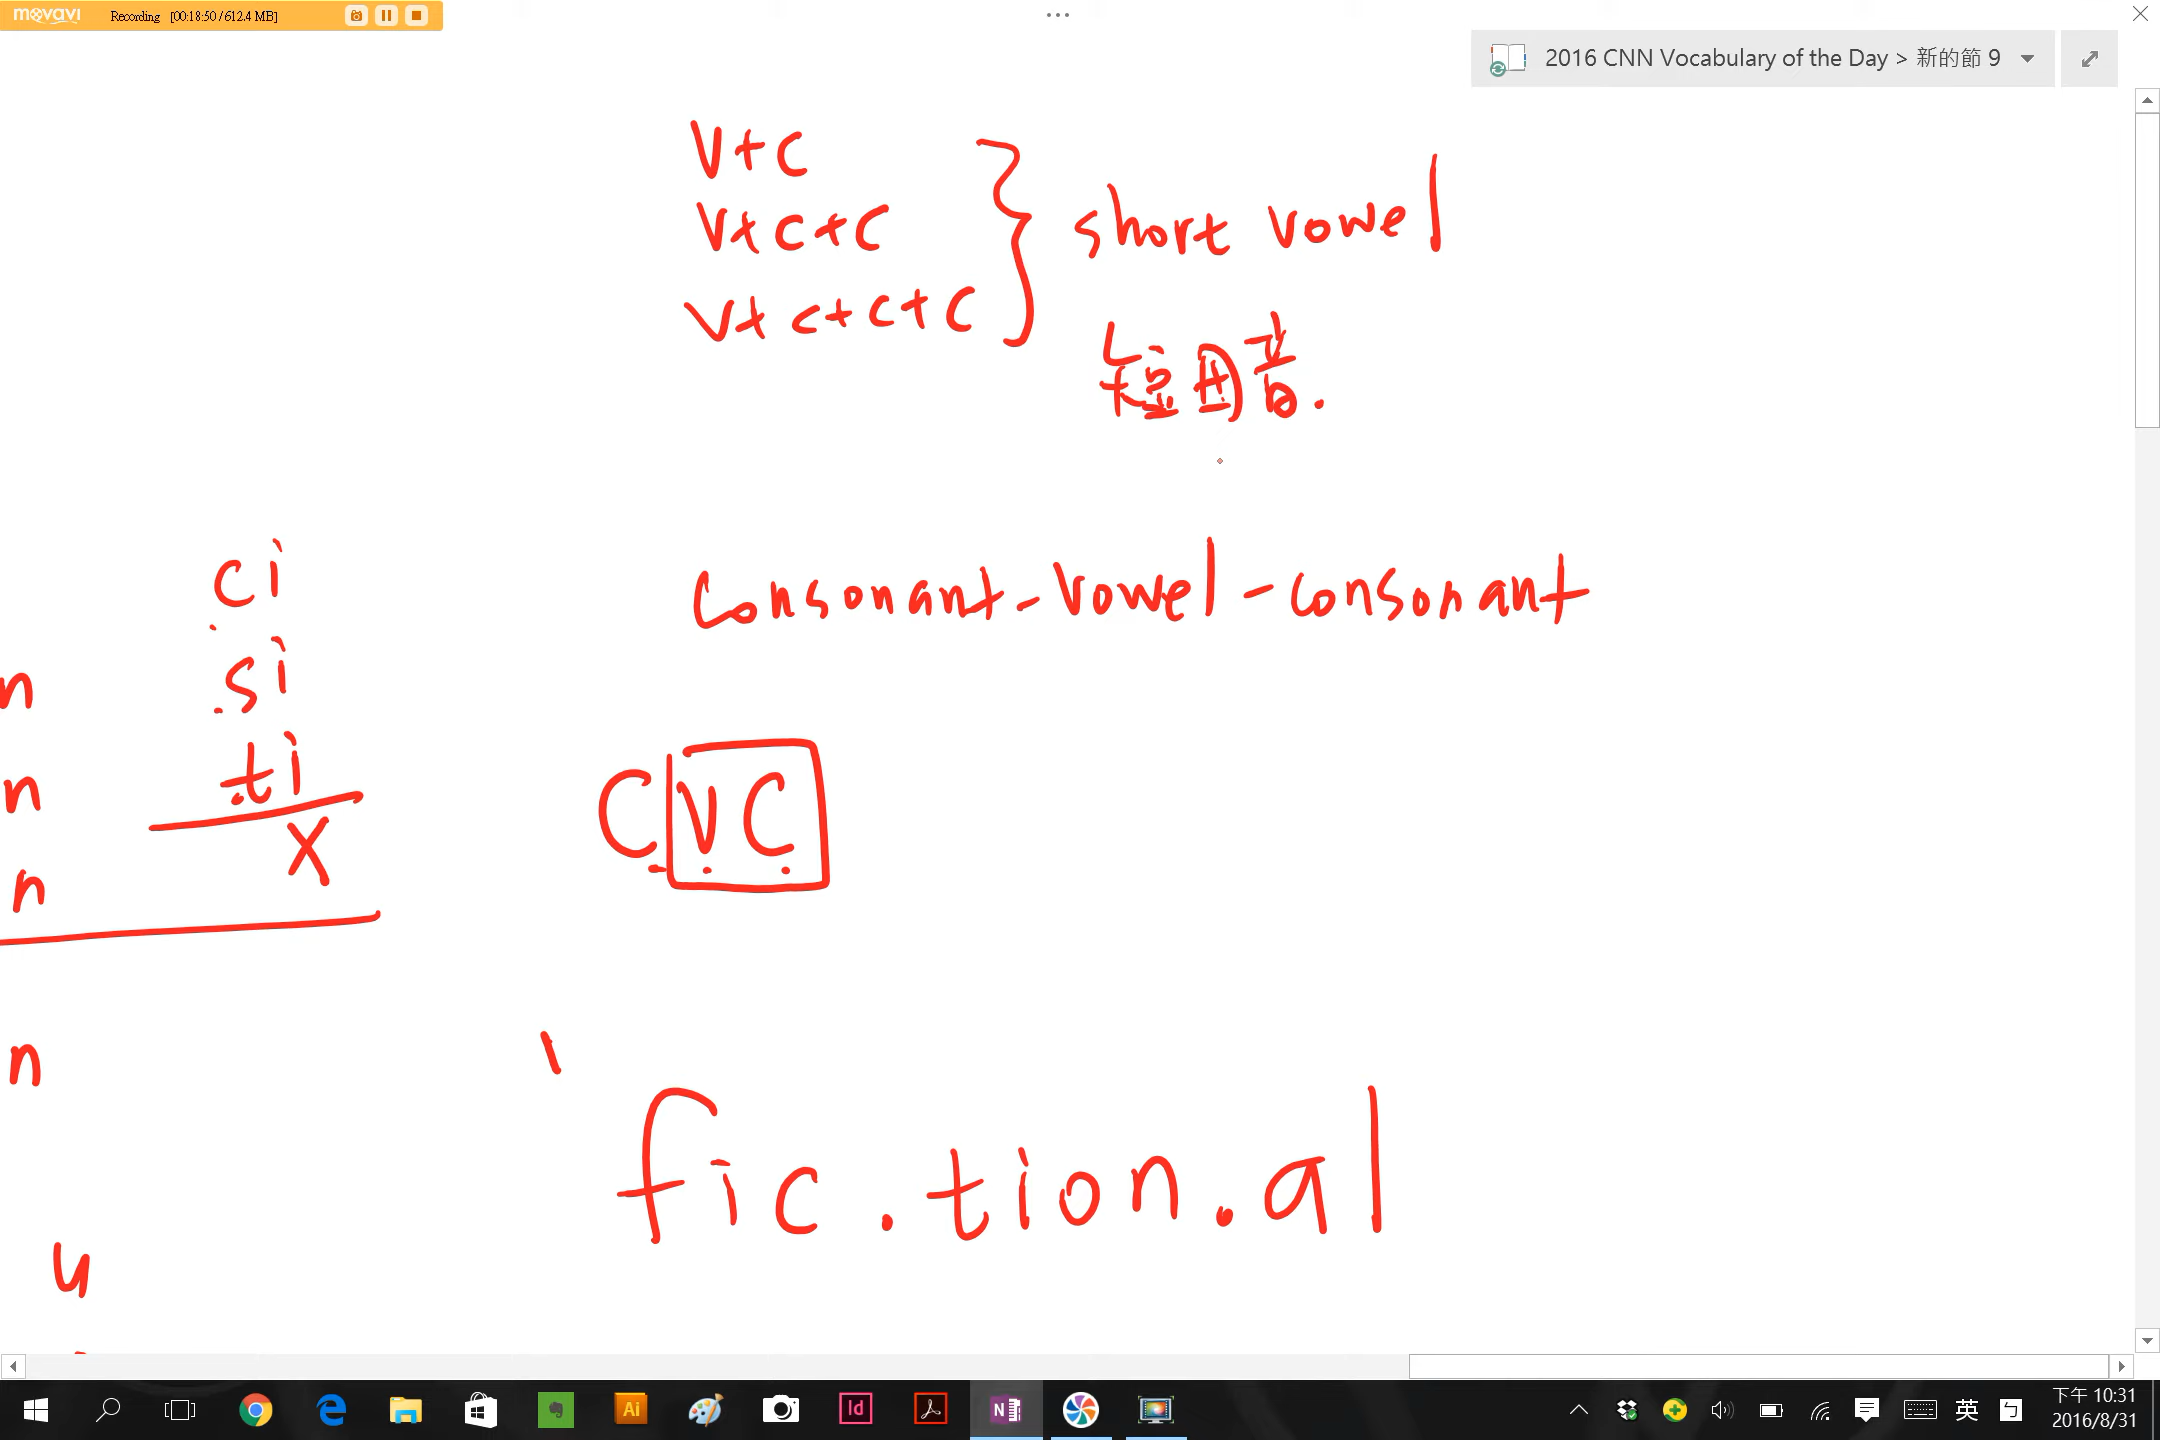 movavi Recording [00:18:50 / 612.4 MB]
2016 CNN Vocabulary of the Day > 新的節 9
V+C
V+C+C
V+C+C+C
short vowel
短母音.
ci
si
ti
X
n
n
n
n
u
consonant-vowel-consonant
CVC
fic.tion.al
Ai
Id
N
英
ㄅ
下午 10:31
2016/8/31